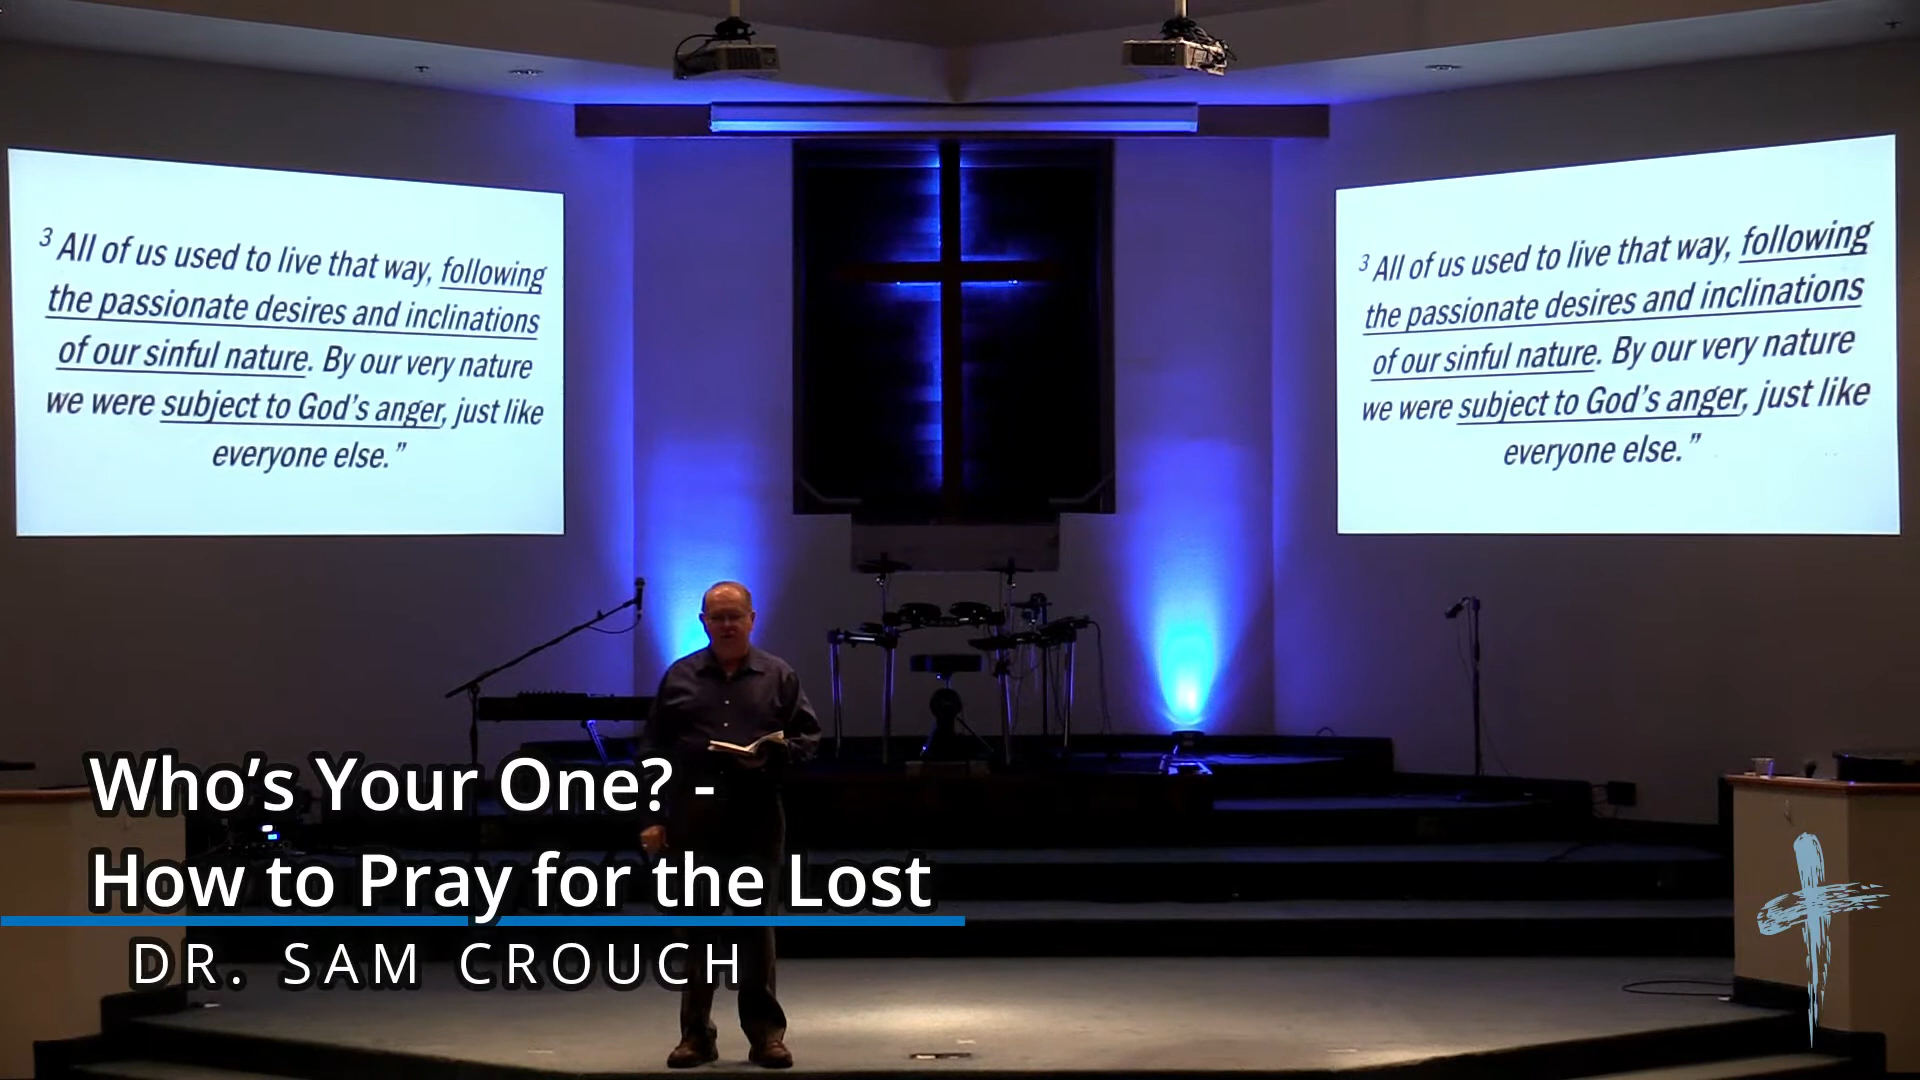 3 All of us used to live that way, following
the passionate desires and inclinations
of our sinful nature. By our very nature
we were subject to God's anger, just like
everyone else.”
3 All of us used to live that way, following
the passionate desires and inclinations
of our sinful nature. By our very nature
we were subject to God's anger, just like
everyone else.”
Who’s Your One? -
How to Pray for the Lost
DR. SAM CROUCH